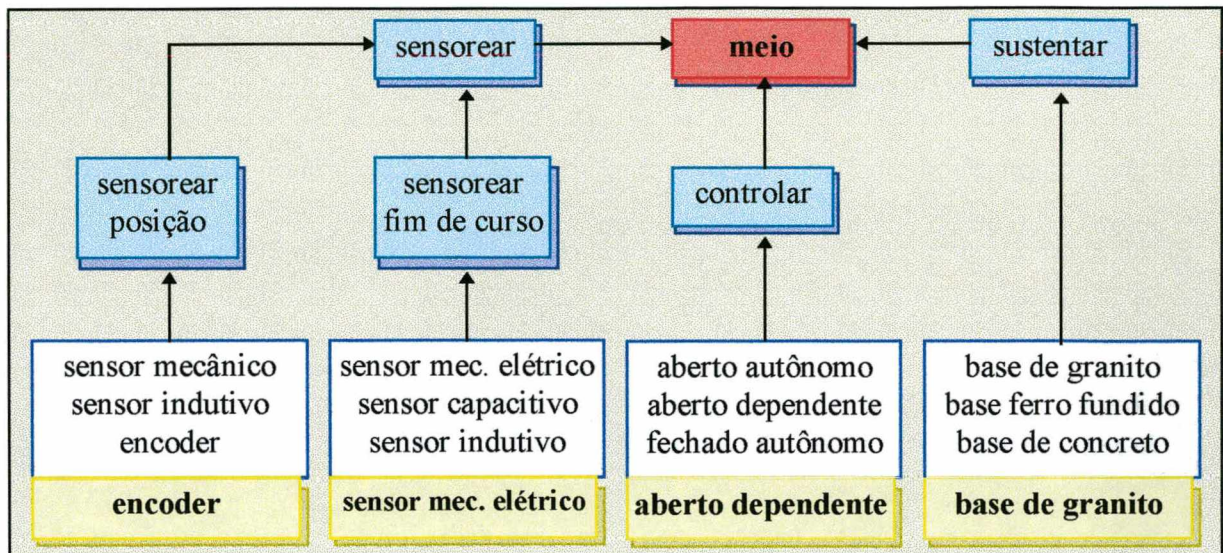 sensorear
meio
sustentar
sensorear
posição
sensorear
fim de curso
controlar
sensor mecânico
sensor indutivo
encoder
sensor mec. elétrico
sensor capacitivo
sensor indutivo
aberto autônomo
aberto dependente
fechado autônomo
base de granito
base ferro fundido
base de concreto
encoder
sensor mec. elétrico
aberto dependente
base de granito